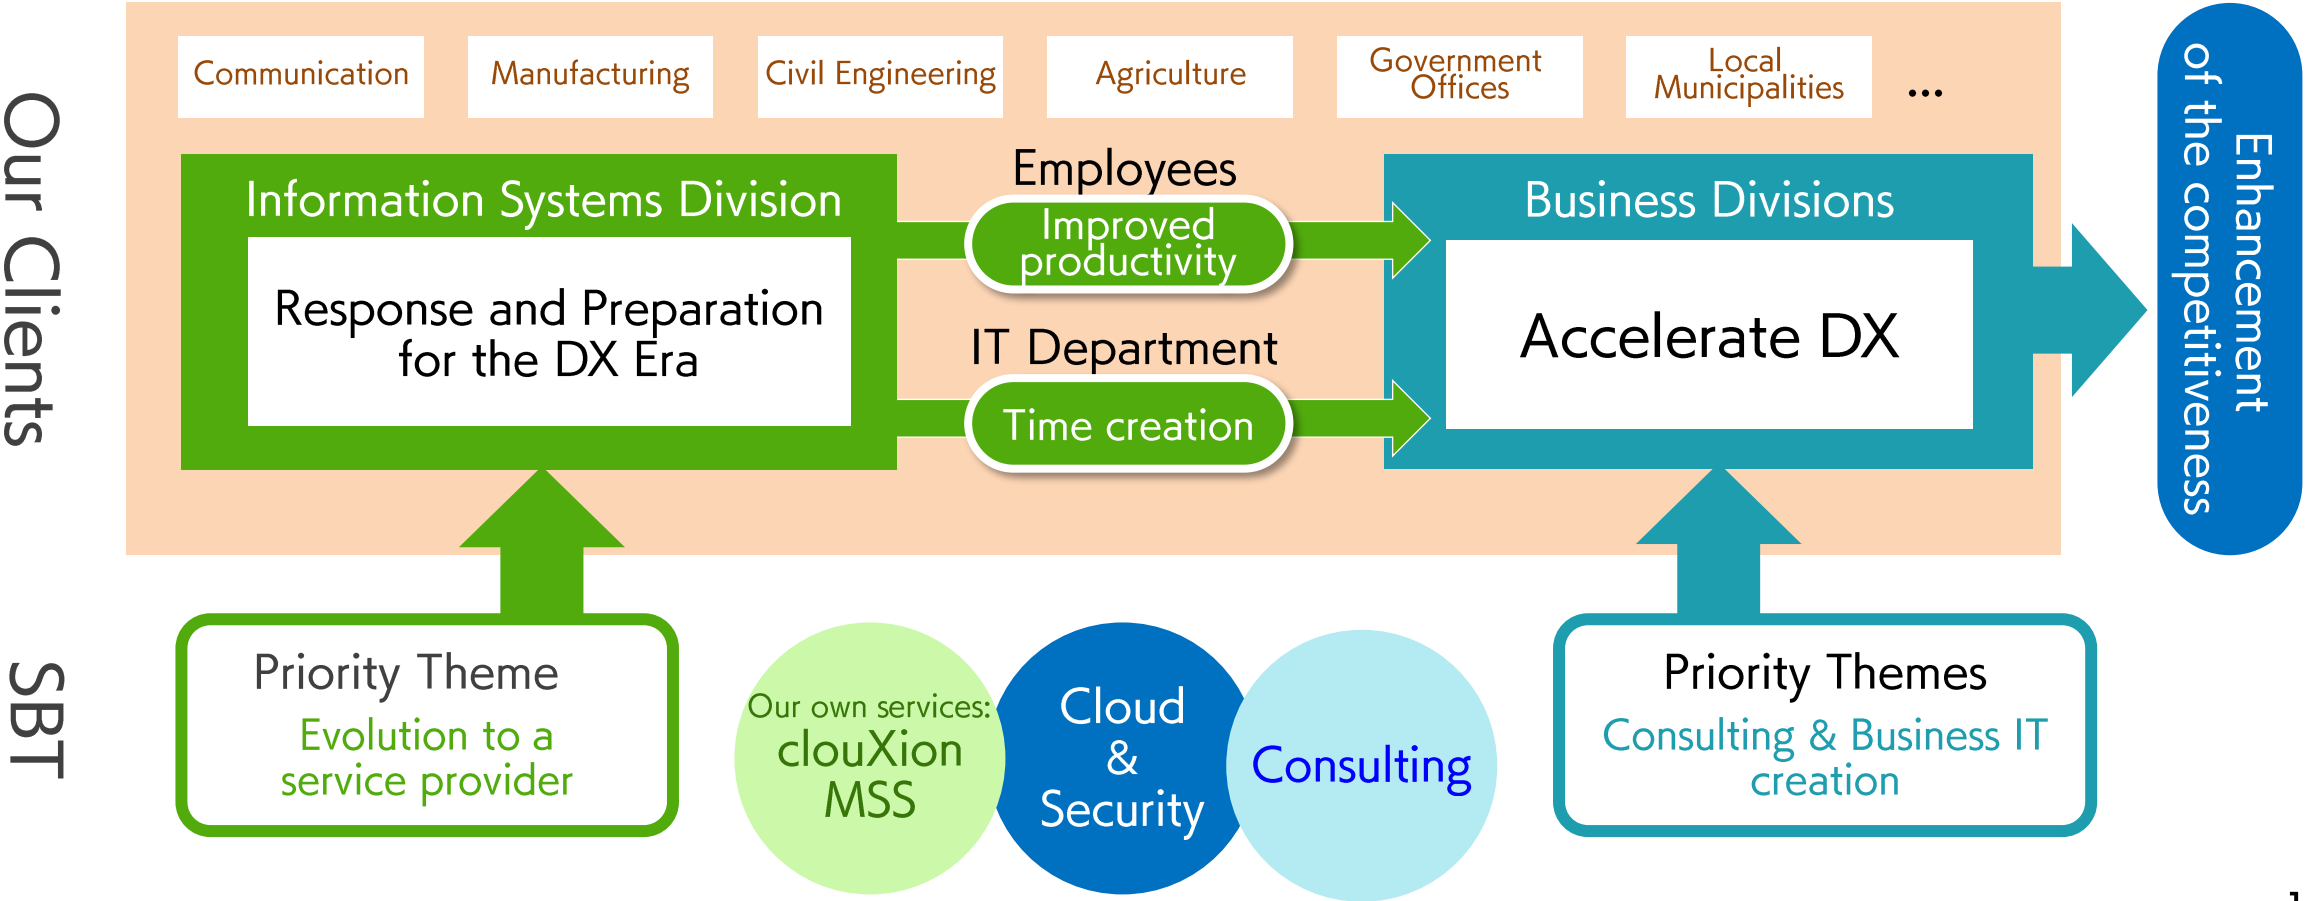 Our Clients
Communication
Manufacturing
Civil Engineering
Agriculture
Government
Offices
Local
Municipalities
...
Information Systems Division
Response and Preparation
for the DX Era
Employees
Improved
productivity
IT Department
Time creation
Business Divisions
Accelerate DX
Enhancement
of the competitiveness
SBT
Priority Theme
Evolution to a
service provider
Our own services:
clouXion
MSS
Cloud
&
Security
Consulting
Priority Themes
Consulting & Business IT
creation